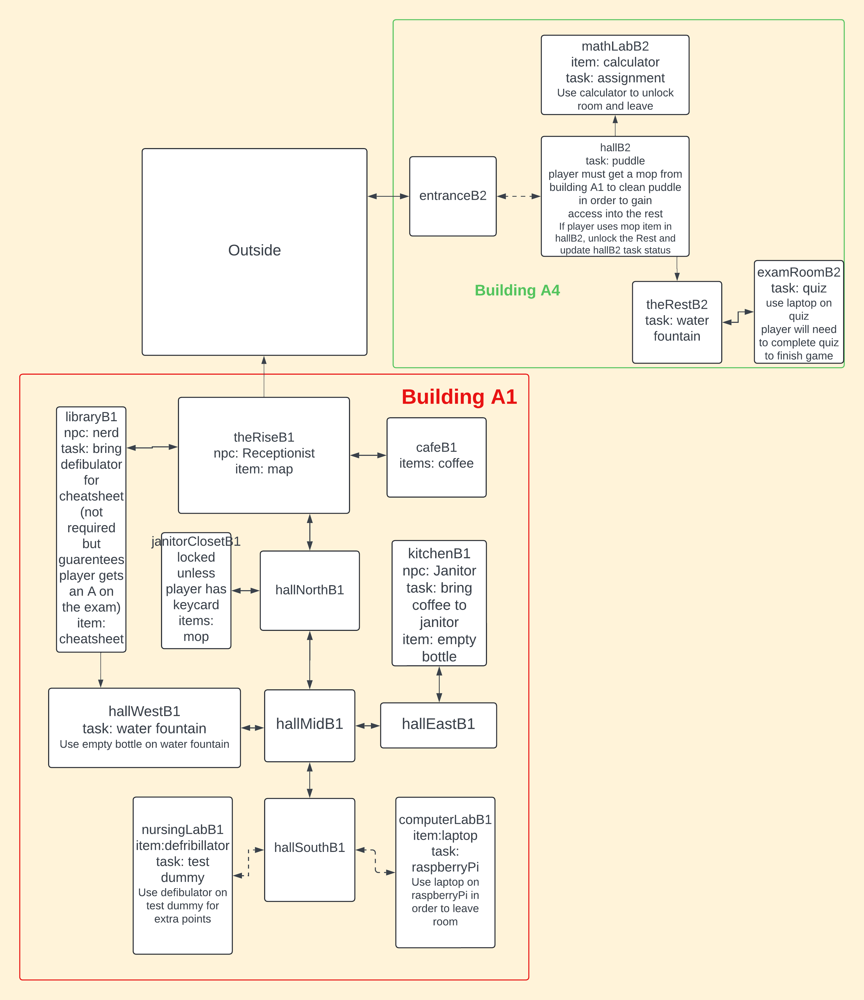 mathLabB2
item: calculator
task: assignment
Use calculator to unlock
room and leave
hallB2
task: puddle
player must get a mop from
building A1 to clean puddle
in order to gain
access into the rest
If player uses mop item in
hallB2, unlock the Rest and
update hallB2 task status
entranceB2
Outside
examRoomB2
task: quiz
use laptop on
quiz
player will need
to complete quiz
to finish game
Building A4
theRestB2
task: water
fountain
Building A1
libraryB1
npc: nerd
task: bring
defibulator
for
cheatsheet
(not
required
but
guarentees
player gets
an A on
the exam)
item:
cheatsheet
theRiseB1
npc: Receptionist
item: map
cafeB1
items: coffee
janitorClosetB1
locked
unless
player has
keycard
items:
mop
hallNorthB1
kitchenB1
npc: Janitor
task: bring
coffee to
janitor
item: empty
bottle
hallWestB1
task: water fountain
Use empty bottle on water fountain
hallMidB1
hallEastB1
nursingLabB1
item:defribillator
task: test
dummy
Use defibulator on
test dummy for
extra points
hallSouthB1
computerLabB1
item:laptop
task:
raspberryPi
Use laptop on
raspberryPi in
order to leave
room